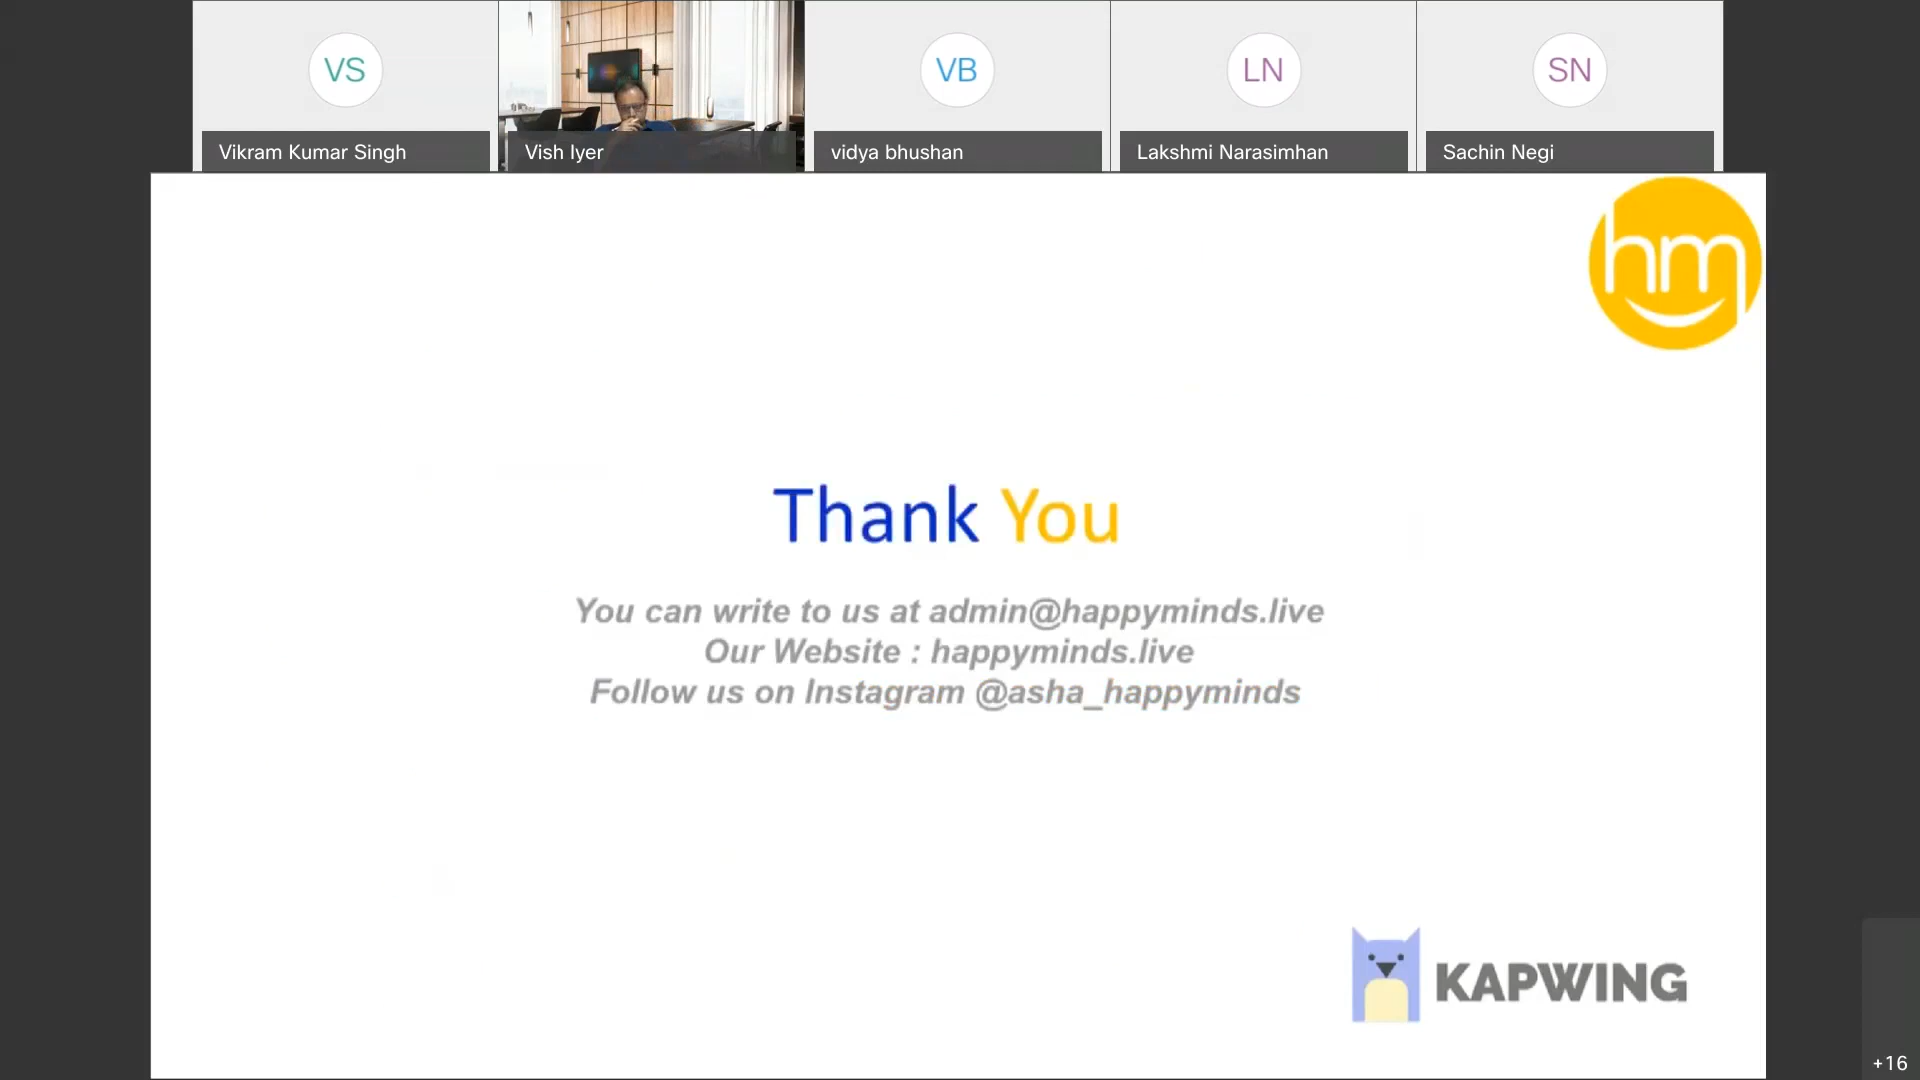 VS
VB
LN
SN
Vikram Kumar Singh
Vish Iyer
vidya bhushan
Lakshmi Narasimhan
Sachin Negi
hm
Thank You
You can write to us at admin@happyminds.live
Our Website : happyminds.live
Follow us on Instagram @asha_happyminds
KAPWING
+16